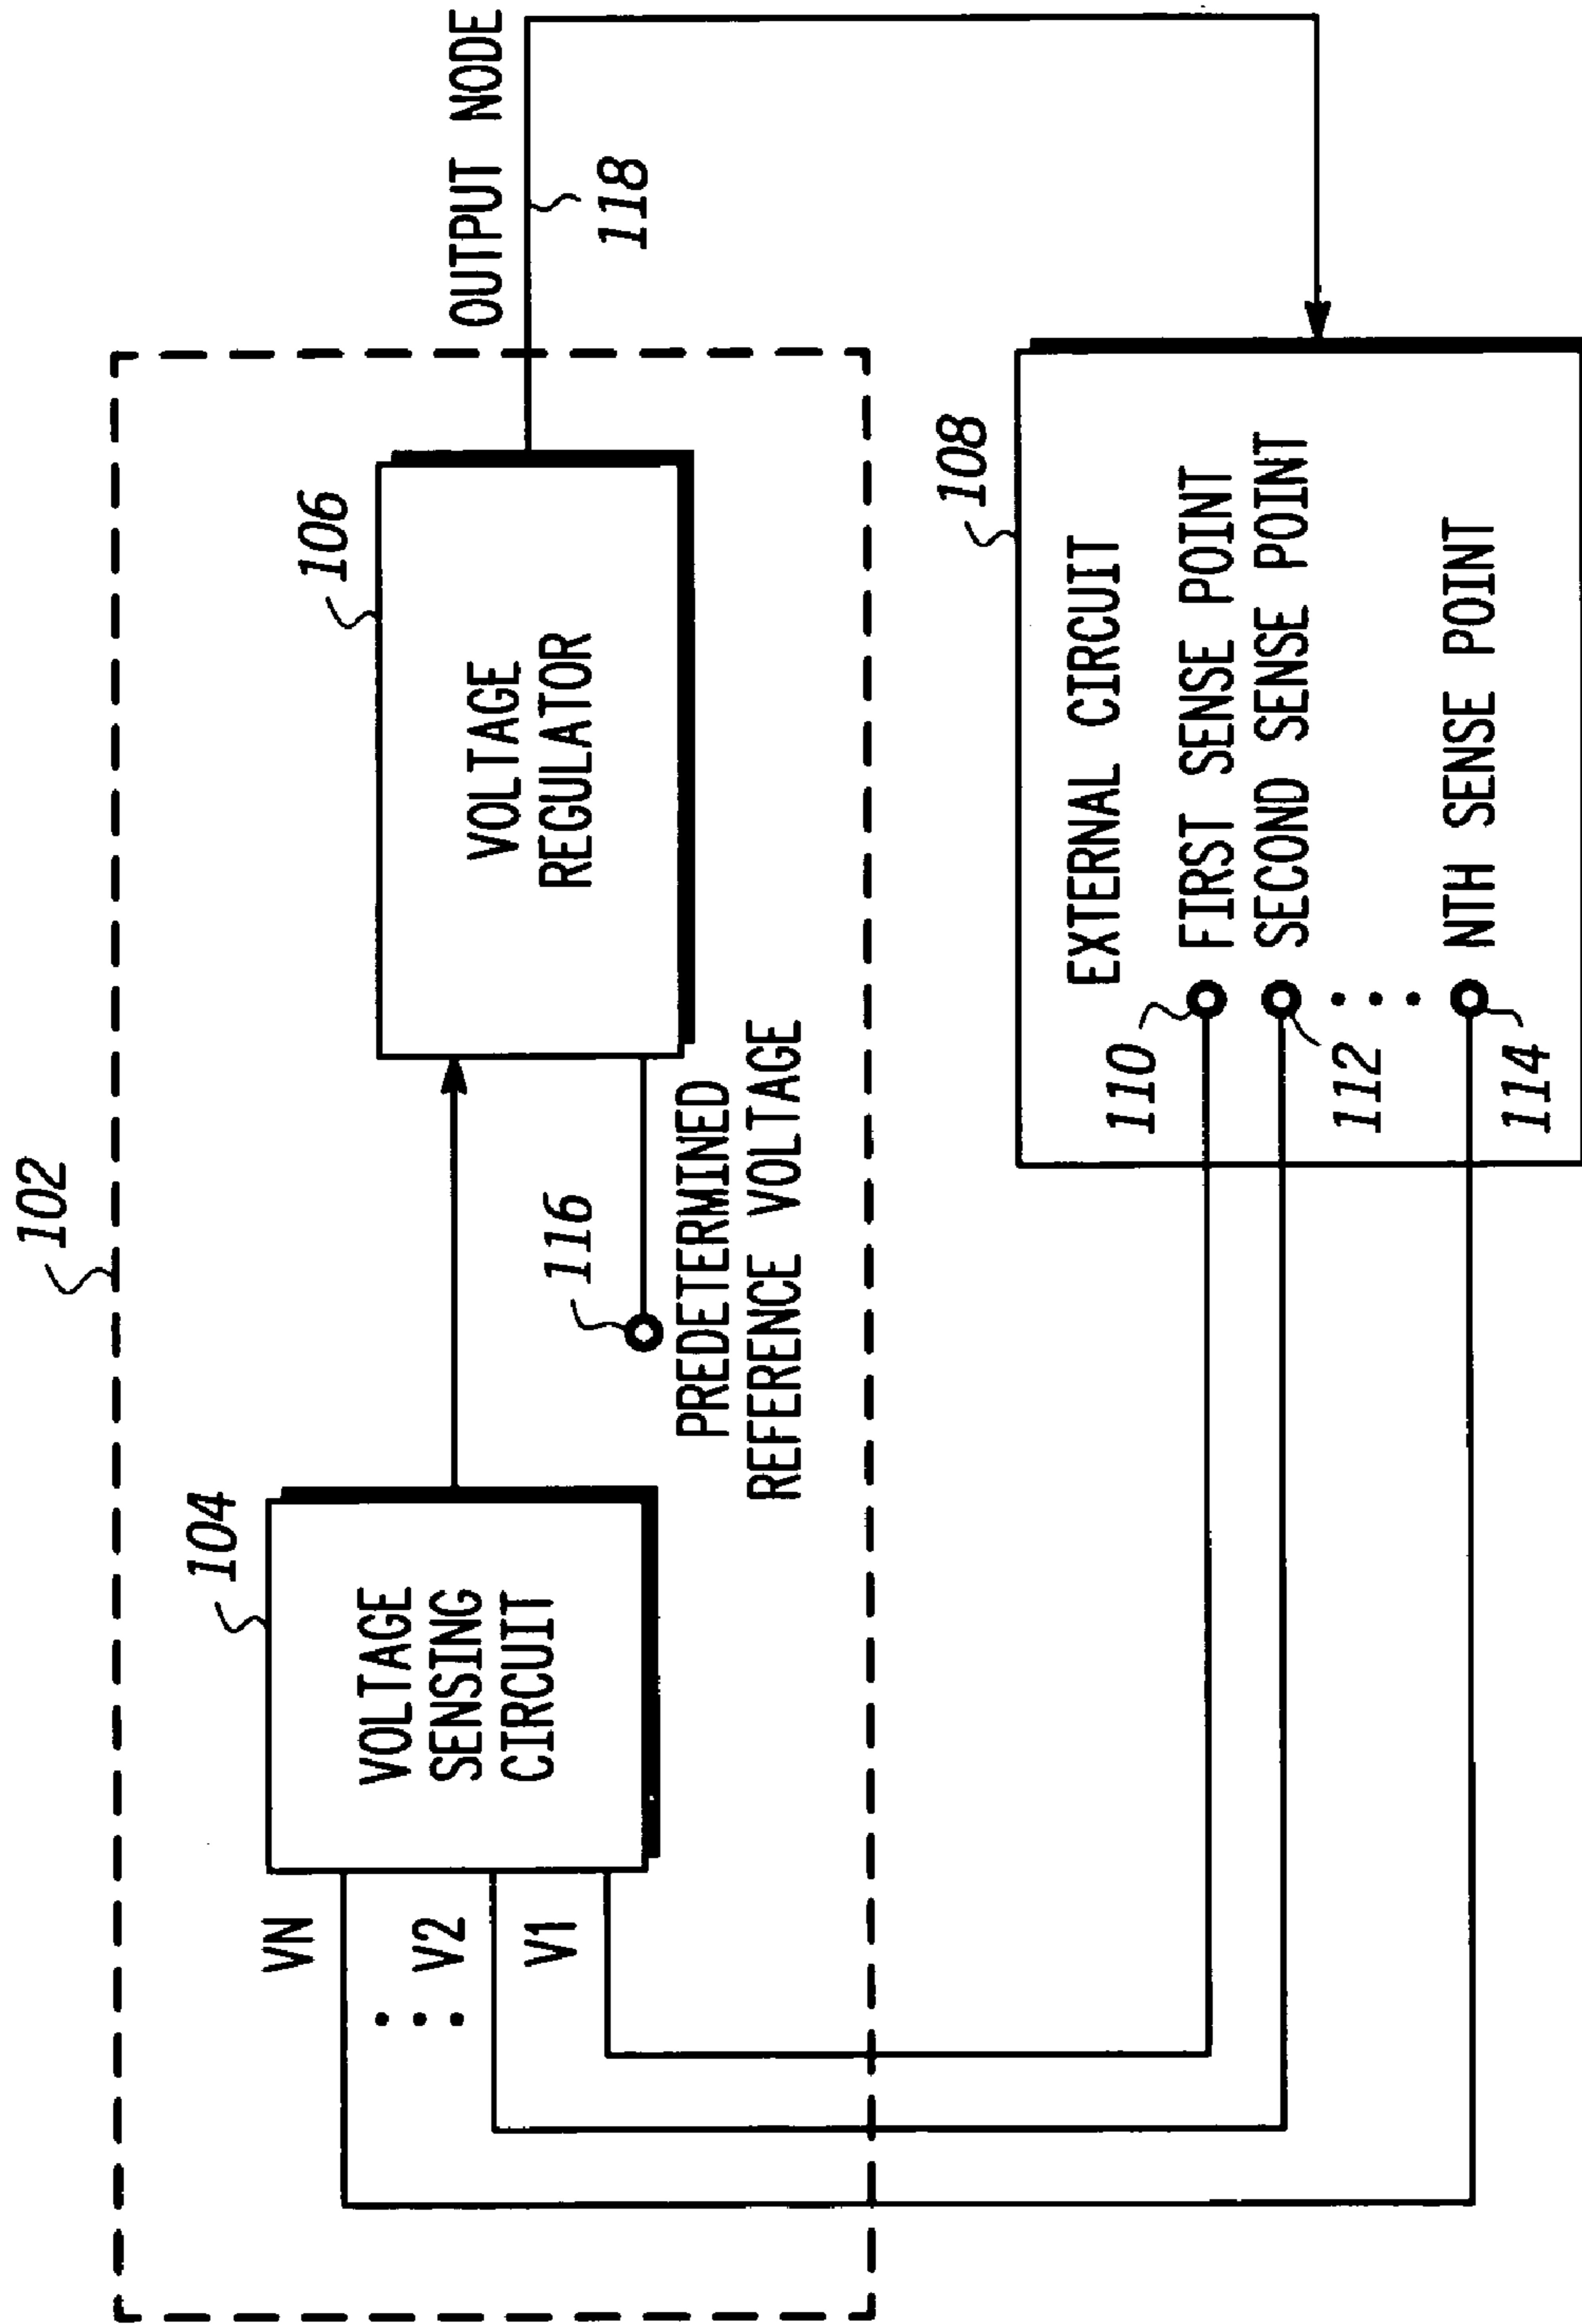 102
104
VOLTAGE
SENSING
CIRCUIT
VN
V2
V1
106
VOLTAGE
REGULATOR
116
PREDETERMINED
REFERENCE VOLTAGE
OUTPUT NODE
118
108
EXTERNAL CIRCUIT
110
FIRST SENSE POINT
SECOND SENSE POINT
112
NTH SENSE POINT
114